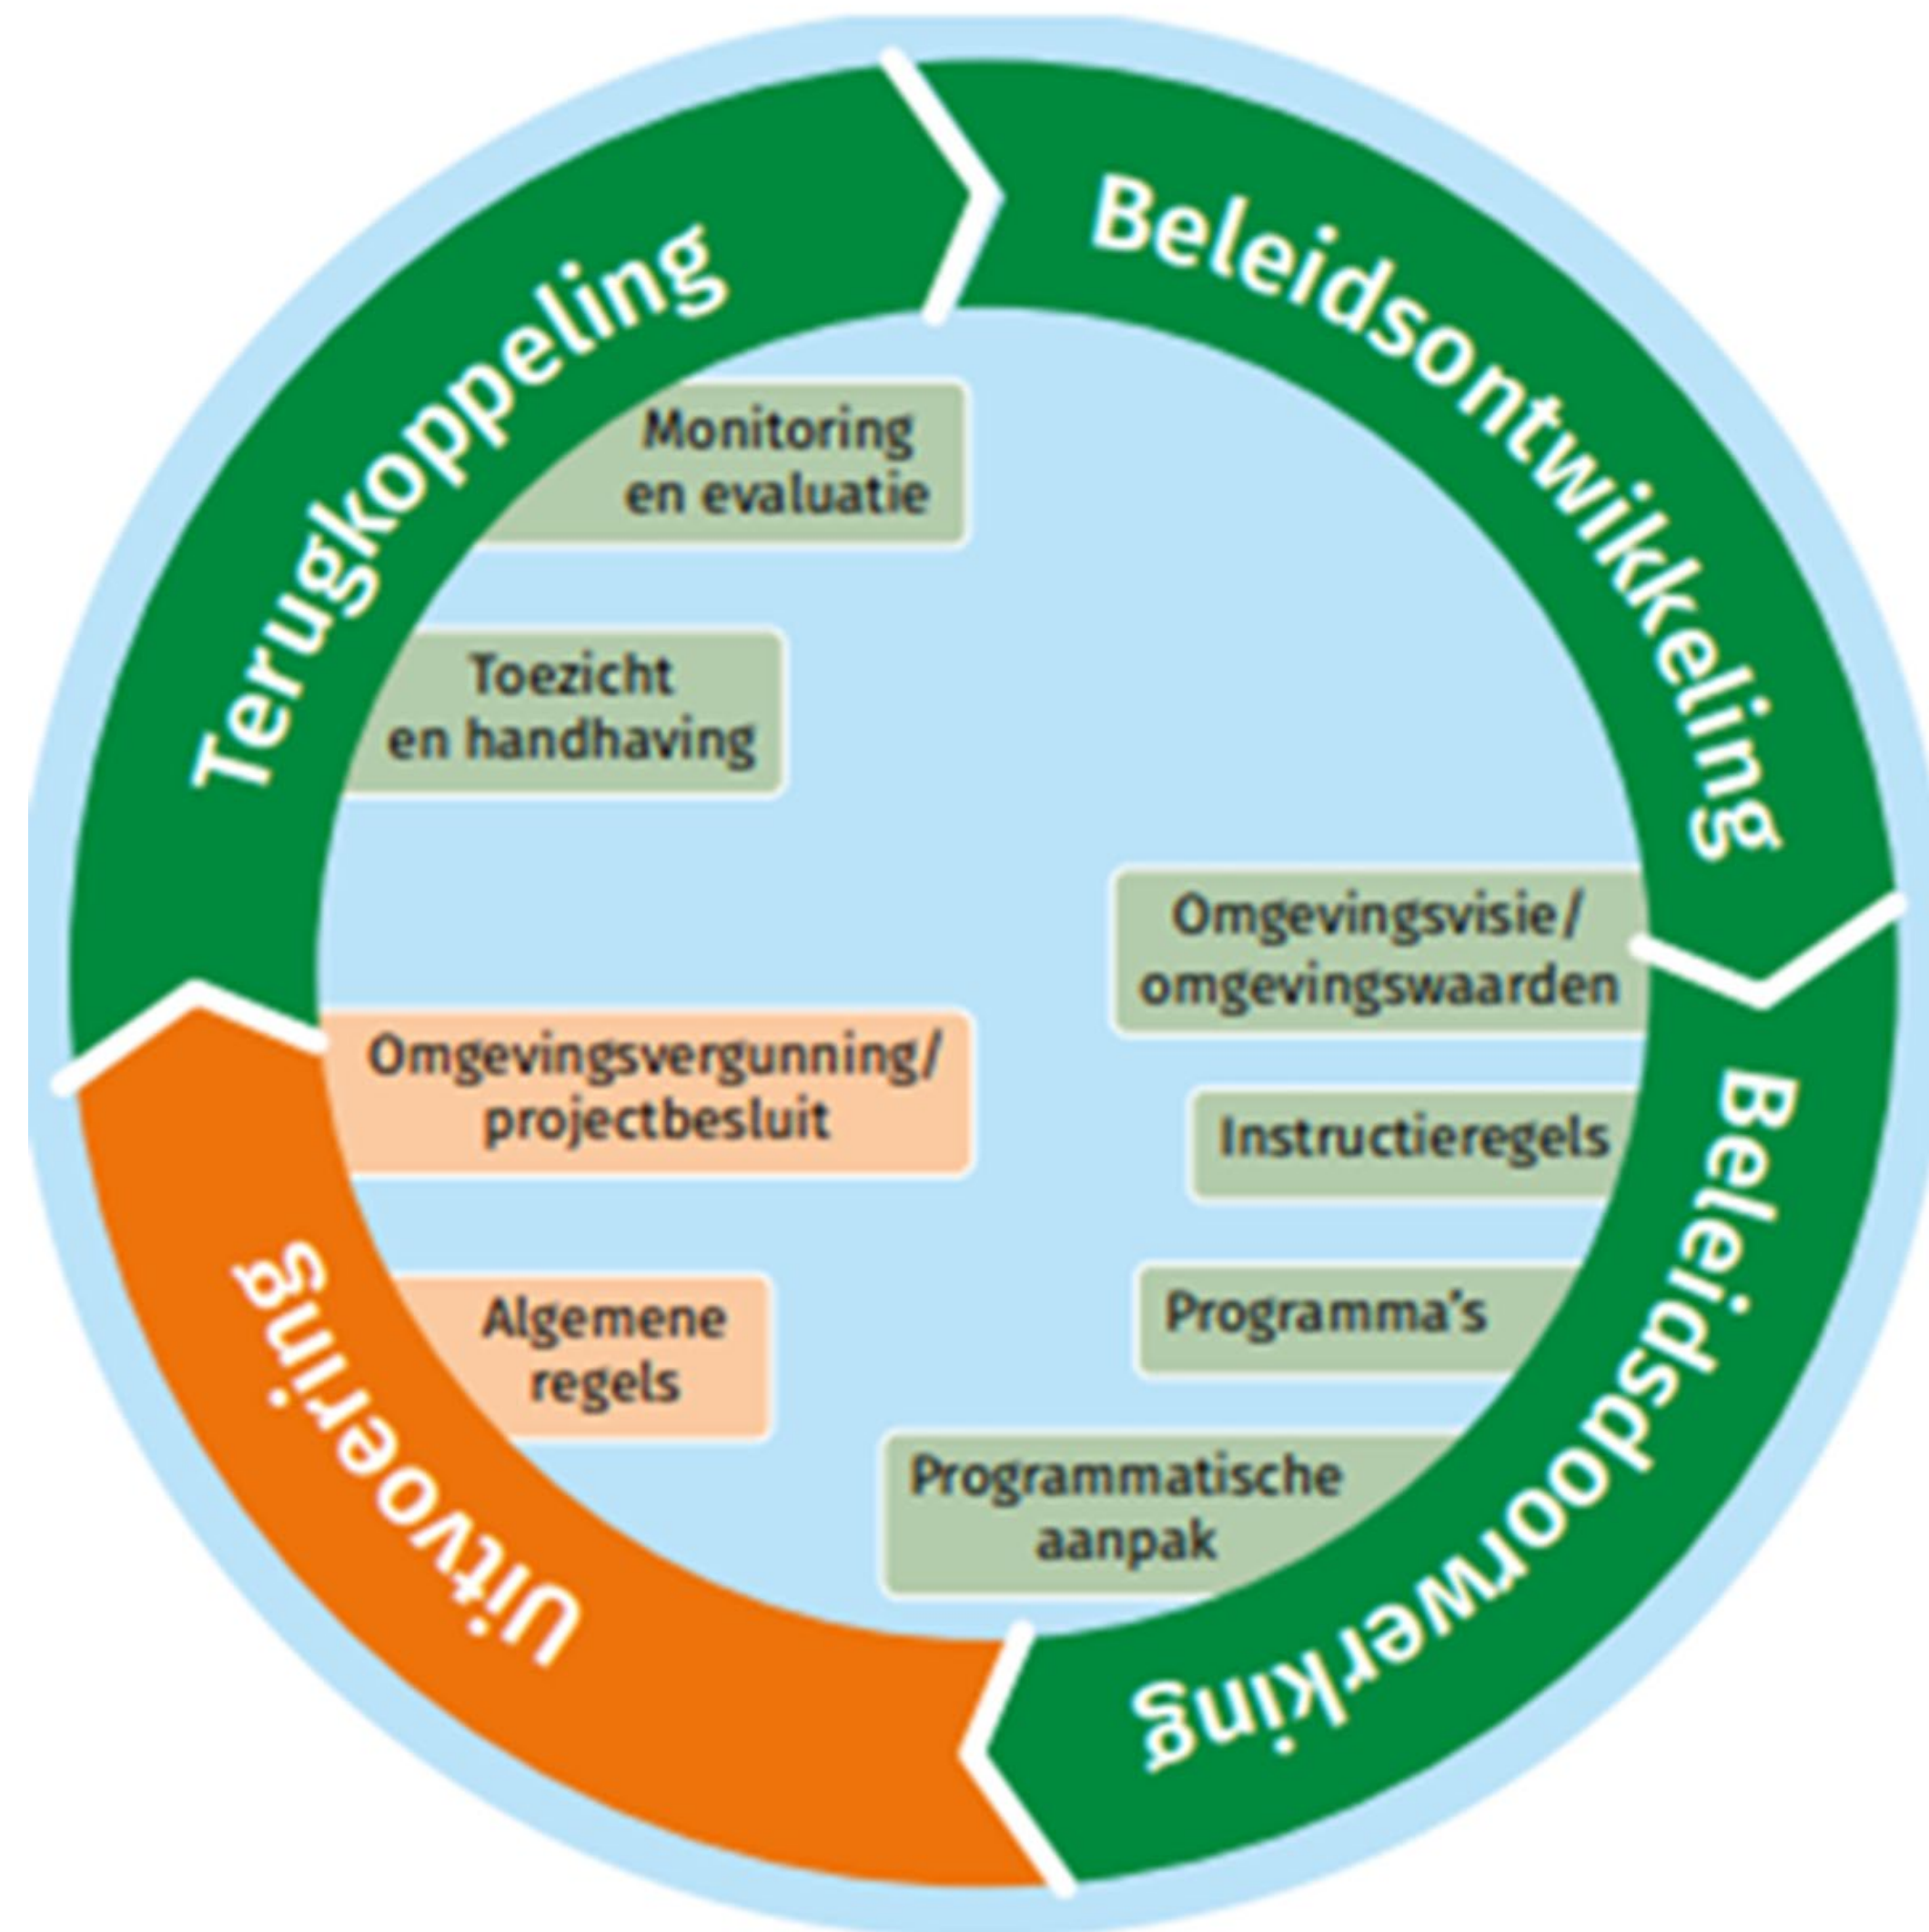 Beleidsontwikkeling
Beleidsdoorwerking
Uitvoering
Terugkoppeling
Monitoring
en evaluatie
Toezicht
en handhaving
Omgevingsvisie/
omgevingswaarden
Omgevingsvergunning/
projectbesluit
Instructieregels
Programma's
Algemene
regels
Programmatische
aanpak